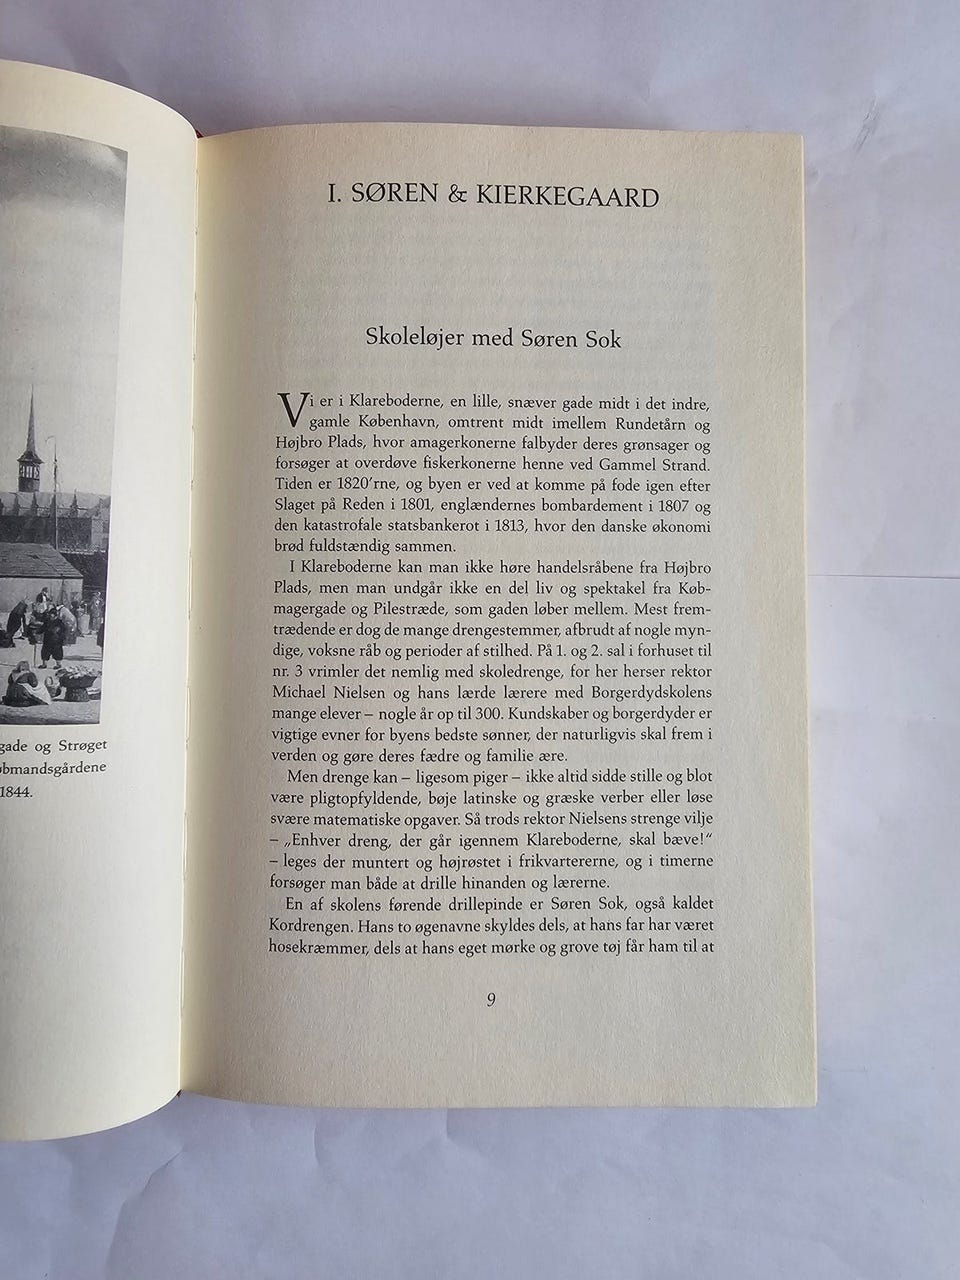 gade og Strøget
bmandsgårdene
1844.
I. SØREN & KIERKEGAARD
Skoleløjer med Søren Sok
Vi er i Klareboderne, en lille, snæver gade midt i det indre,
gamle København, omtrent midt imellem Rundetårn og
Højbro Plads, hvor amagerkonerne falbyder deres grønsager og
forsøger at overdøve fiskerkonerne henne ved Gammel Strand.
Tiden er 1820’rne, og byen er ved at komme på fode igen efter
Slaget på Reden i 1801, englændernes bombardement i 1807 og
den katastrofale statsbankerot i 1813, hvor den danske økonomi
brød fuldstændig sammen.
I Klareboderne kan man ikke høre handelsråbene fra Højbro
Plads, men man undgår ikke en del liv og spektakel fra Køb-
magergade og Pilestræde, som gaden løber mellem. Mest frem-
trædende er dog de mange drengestemmer, afbrudt af nogle myn-
dige, voksne råb og perioder af stilhed. På 1. og 2. sal i forhuset til
nr. 3 vrimler det nemlig med skoledrenge, for her herser rektor
Michael Nielsen og hans lærde lærere med Borgerdydskolens
mange elever – nogle år op til 300. Kundskaber og borgerdyder er
vigtige evner for byens bedste sønner, der naturligvis skal frem i
verden og gøre deres fædre og familie ære.
Men drenge kan – ligesom piger – ikke altid sidde stille og blot
være pligtopfyldende, bøje latinske og græske verber eller løse
svære matematiske opgaver. Så trods rektor Nielsens strenge vilje
– „Enhver dreng, der går igennem Klareboderne, skal bæve!“
– leges der muntert og højrøstet i frikvartererne, og i timerne
forsøger man både at drille hinanden og lærerne.
En af skolens førende drillepinde er Søren Sok, også kaldet
Kordrengen. Hans to øgenavne skyldes dels, at hans far har været
hosekræmmer, dels at hans eget mørke og grove tøj får ham til at
9